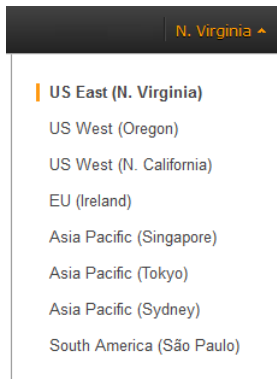 N. Virginia
US East (N. Virginia)
US West (Oregon)
US West (N. California)
EU (Ireland)
Asia Pacific (Singapore)
Asia Pacific (Tokyo)
Asia Pacific (Sydney)
South America (São Paulo)